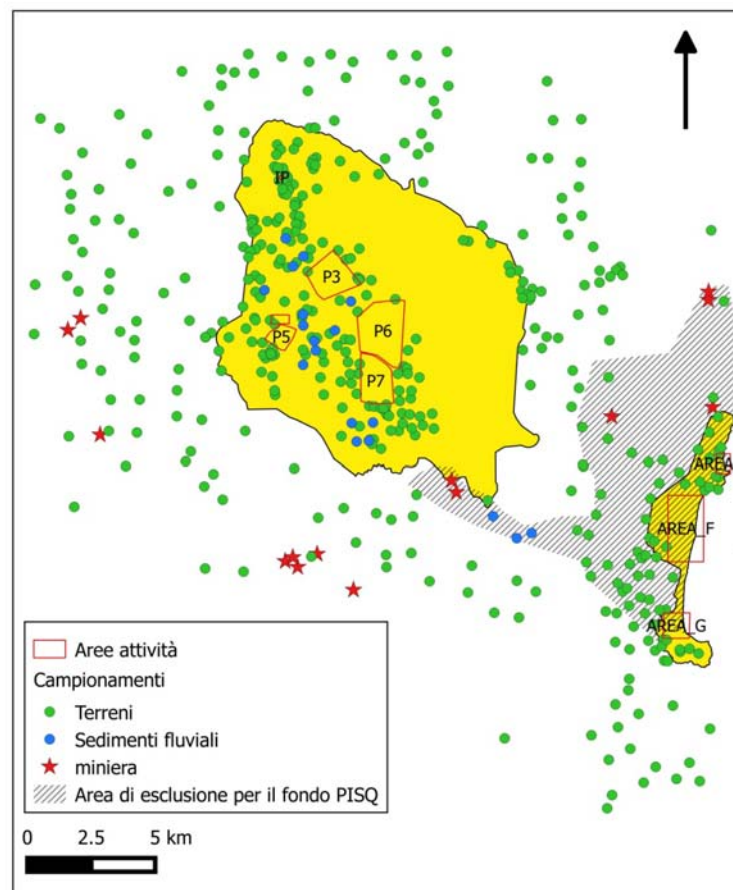 IP
P3
P6
P5
P7
AREA
AREA_F
AREA_G
Aree attività
Campionamenti
Terreni
Sedimenti fluviali
miniera
Area di esclusione per il fondo PISQ
0 2.5 5 km